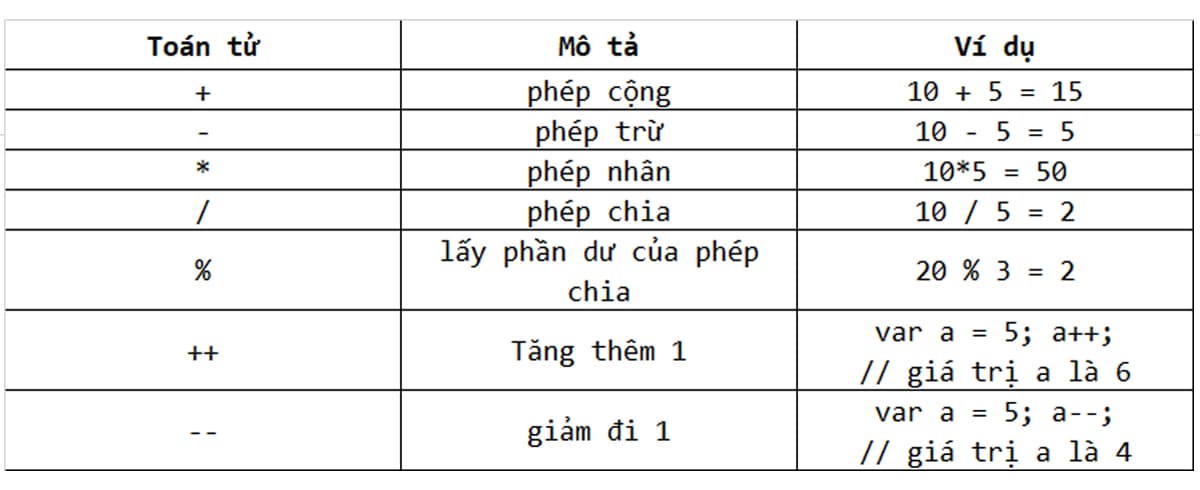 Toán tử Mô tả Ví dụ
+ phép cộng 10 + 5 = 15
- phép trừ 10 - 5 = 5
* phép nhân 10*5 = 50
/ phép chia 10 / 5 = 2
% lấy phần dư của phép
chia 20 % 3 = 2
++ Tăng thêm 1 var a = 5; a++;
// giá trị a là 6
-- giảm đi 1 var a = 5; a--;
// giá trị a là 4